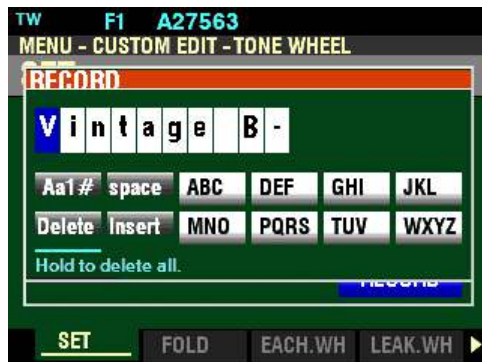 TW F1 A27563
MENU - CUSTOM EDIT - TONE WHEEL
RECORD
Vintage B-
Aa1# space ABC DEF GHI JKL
Delete Insert MNO PQRS TUV WXYZ
Hold to delete all.
SET FOLD EACH.WH LEAK.WH